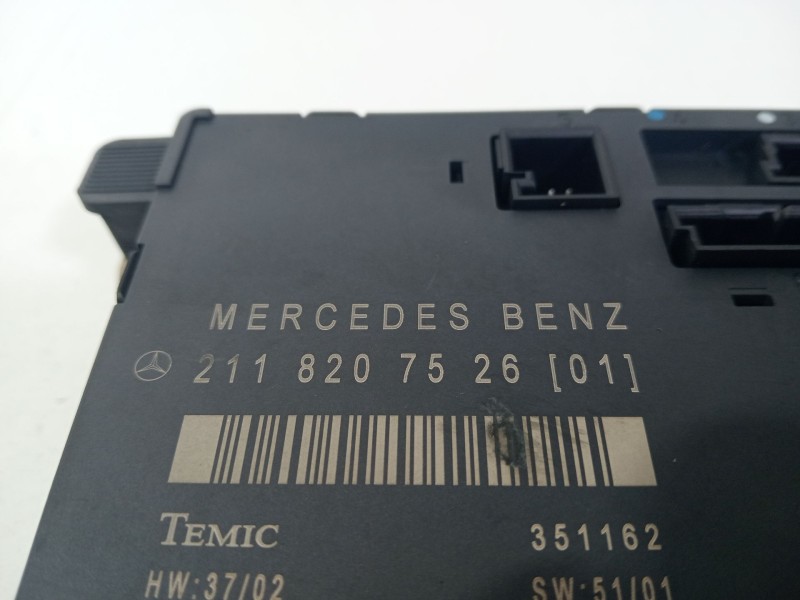 MERCEDES BENZ
211 820 75 26 [01]
TEMIC 351162
HW:37/02 SW:51/01